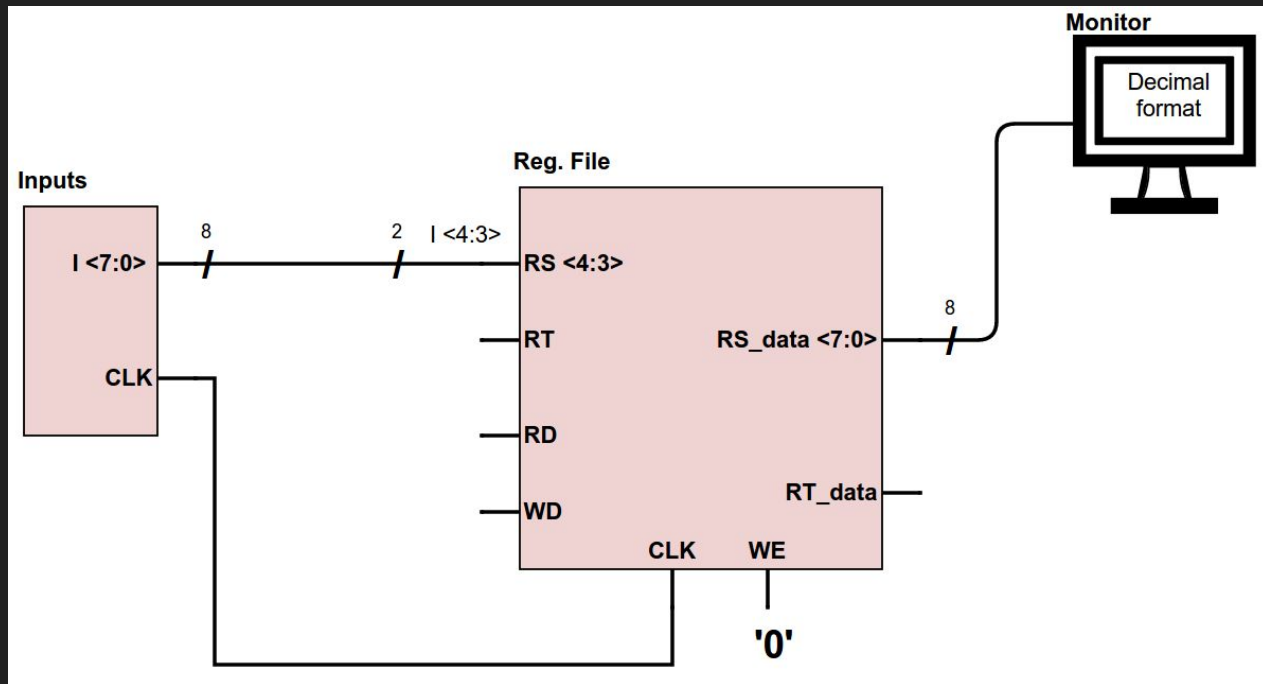 Monitor
Decimal
format
Reg. File
Inputs
8
2
I <4:3>
I <7:0>
RS <4:3>
8
RT
RS_data <7:0>
CLK
RD
RT_data
WD
CLK
WE
'0'